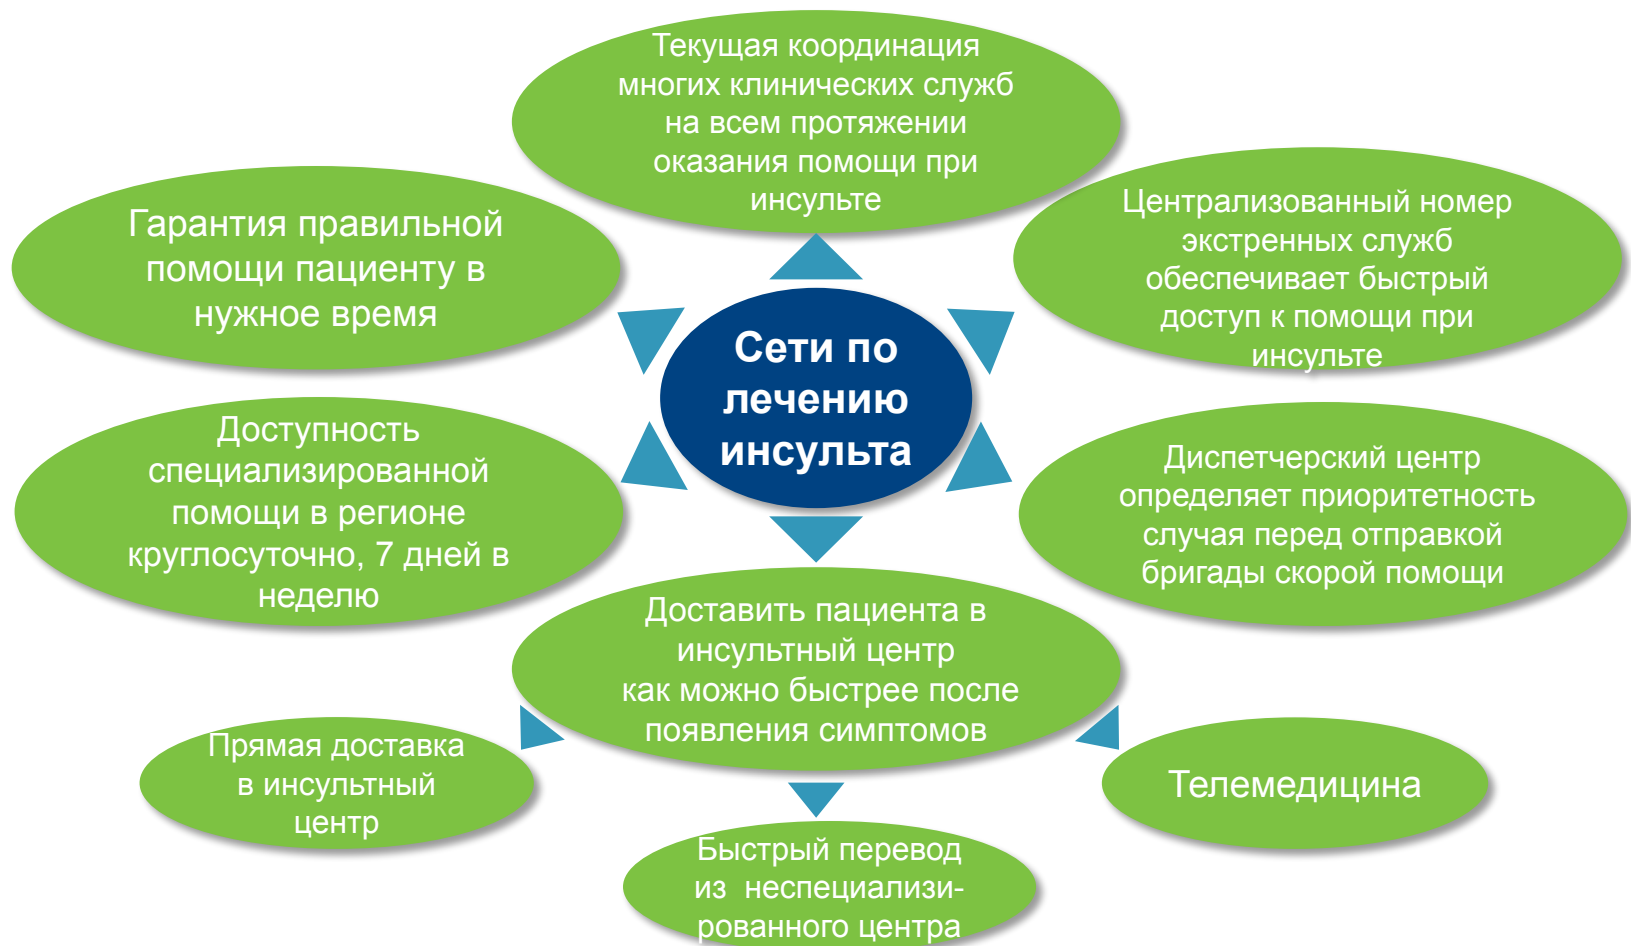 Текущая координация
многих клинических служб
на всем протяжении
оказания помощи при
инсульте
Гарантия правильной
помощи пациенту в
нужное время
Централизованный номер
экстренных служб
обеспечивает быстрый
доступ к помощи при
инсульте
Сети по
лечению
инсульта
Доступность
специализированной
помощи в регионе
круглосуточно, 7 дней в
неделю
Диспетчерский центр
определяет приоритетность
случая перед отправкой
бригады скорой помощи
Доставить пациента в
инсультный центр
как можно быстрее после
появления симптомов
Прямая доставка
в инсультный
центр
Быстрый перевод
из неспециализи-
рованного центра
Телемедицина